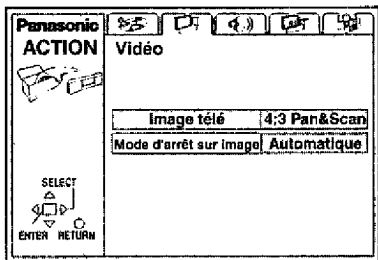 Panasonic
ACTION
Vidéo
Image télé 4:3 Pan&Scan
Mode d'arrêt sur image Automatique
SELECT
ENTER RETURN